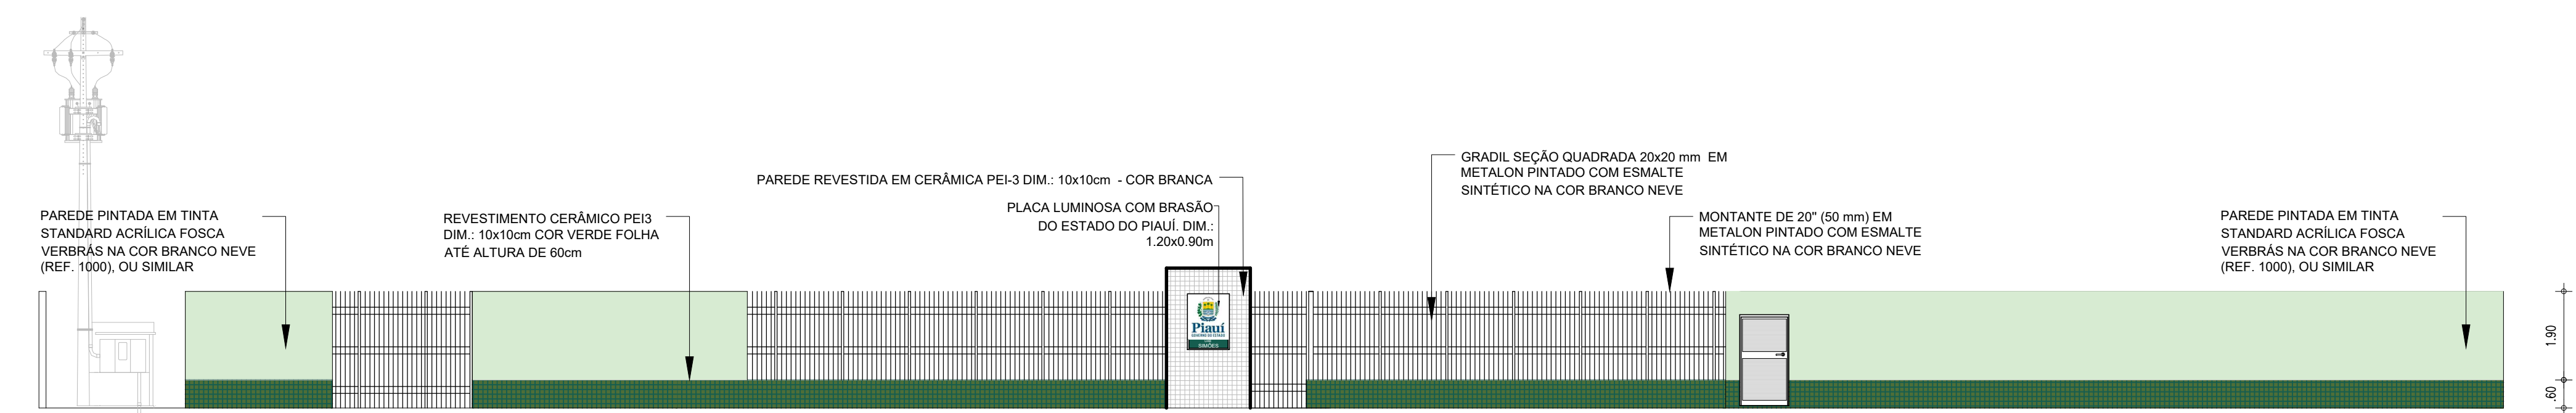 PAREDE PINTADA EM TINTA
STANDARD ACRÍLICA FOSCA
VERBRÁS NA COR BRANCO NEVE
(REF. 1000), OU SIMILAR
REVESTIMENTO CERÂMICO PEI3
DIM.: 10x10cm COR VERDE FOLHA
ATÉ ALTURA DE 60cm
PAREDE REVESTIDA EM CERÂMICA PEI-3 DIM.: 10x10cm - COR BRANCA
PLACA LUMINOSA COM BRASÃO
DO ESTADO DO PIAUÍ. DIM.:
1.20x0.90m
Piauí
GOVERNO DO ESTADO
SIMÕES
GRADIL SEÇÃO QUADRADA 20x20 mm EM
METALON PINTADO COM ESMALTE
SINTÉTICO NA COR BRANCO NEVE
MONTANTE DE 20" (50 mm) EM
METALON PINTADO COM ESMALTE
SINTÉTICO NA COR BRANCO NEVE
PAREDE PINTADA EM TINTA
STANDARD ACRÍLICA FOSCA
VERBRÁS NA COR BRANCO NEVE
(REF. 1000), OU SIMILAR
1.90
.60